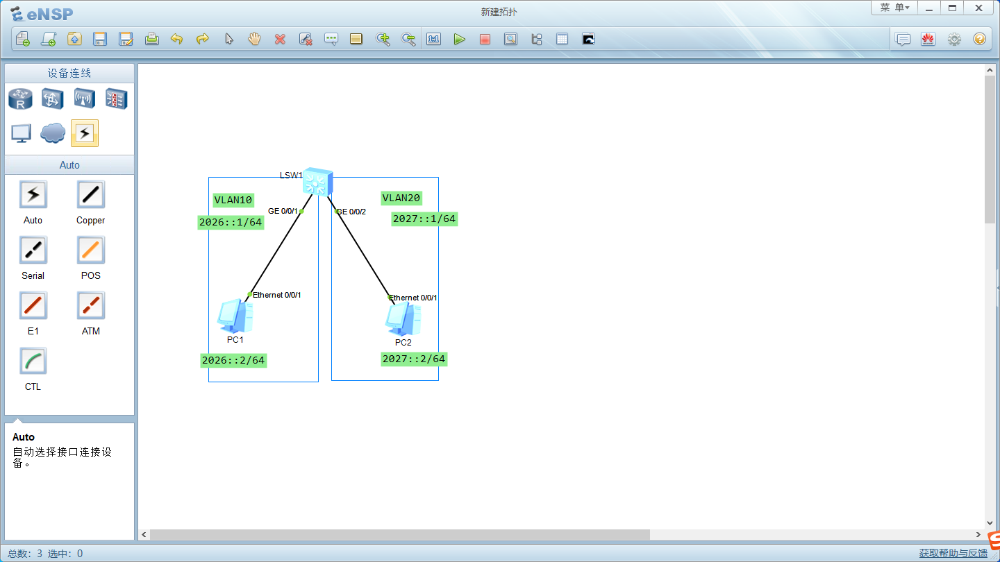 eNSP
新建拓扑
菜 单
1:1
设备连线
R
Auto
Auto
Copper
Serial
POS
E1
ATM
CTL
Auto
自动选择接口连接设
备。
LSW1
VLAN10
VLAN20
GE 0/0/1
GE 0/0/2
2026::1/64
2027::1/64
Ethernet 0/0/1
Ethernet 0/0/1
PC1
PC2
2026::2/64
2027::2/64
总数: 3 选中: 0
获取帮助与反馈